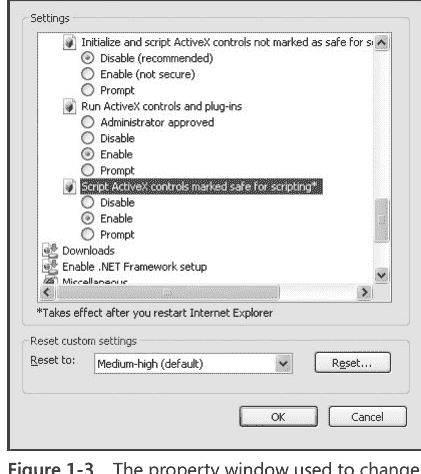 Settings
Initialize and script ActiveX controls not marked as safe for s
Disable (recommended)
Enable (not secure)
Prompt
Run ActiveX controls and plug-ins
Administrator approved
Disable
Enable
Prompt
Script ActiveX controls marked safe for scripting*
Disable
Enable
Prompt
Downloads
Enable .NET Framework setup
Miscellaneous
*Takes effect after you restart Internet Explorer
Reset custom settings
Reset to: Medium-high (default) Reset...
OK Cancel
Figure 1-3 The property window used to change